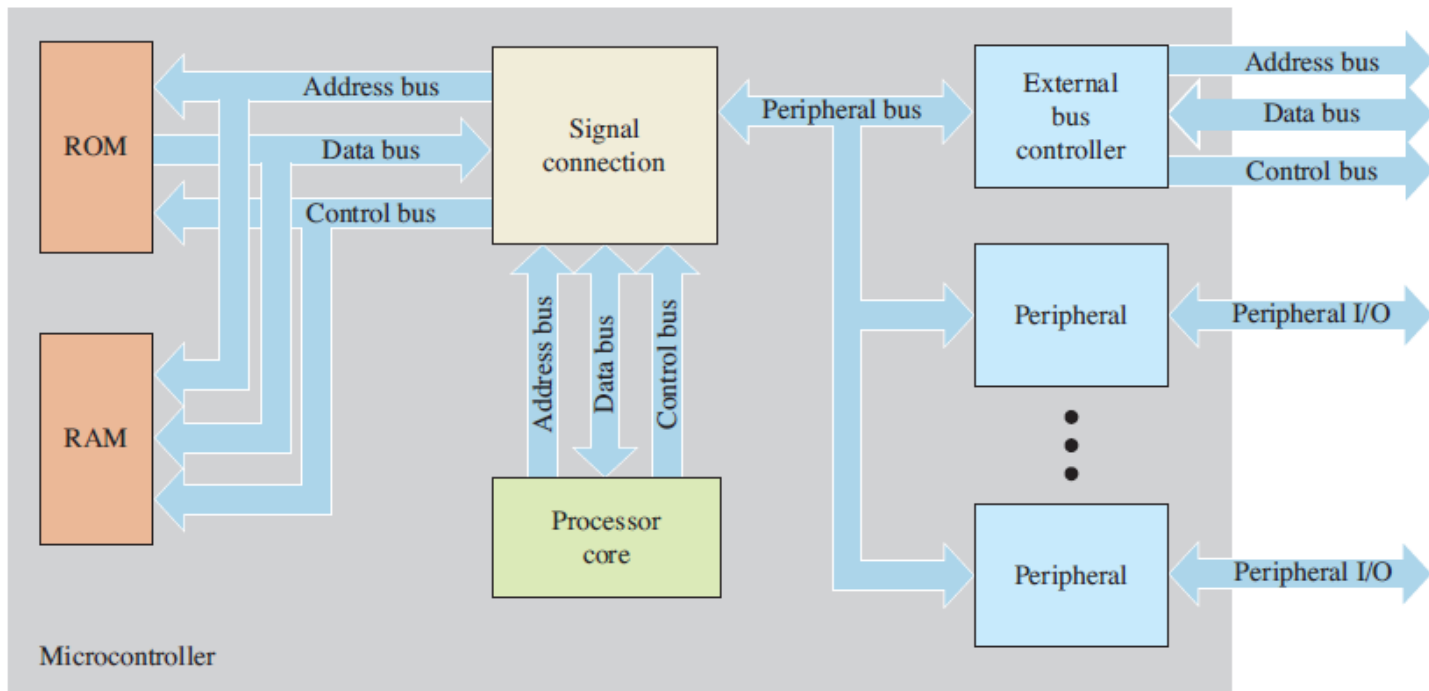 ROM
Address bus
Data bus
Control bus
Signal
connection
Peripheral bus
External
bus
controller
Address bus
Data bus
Control bus
RAM
Address bus
Data bus
Control bus
Peripheral
Peripheral I/O
Processor
core
Peripheral
Peripheral I/O
Microcontroller